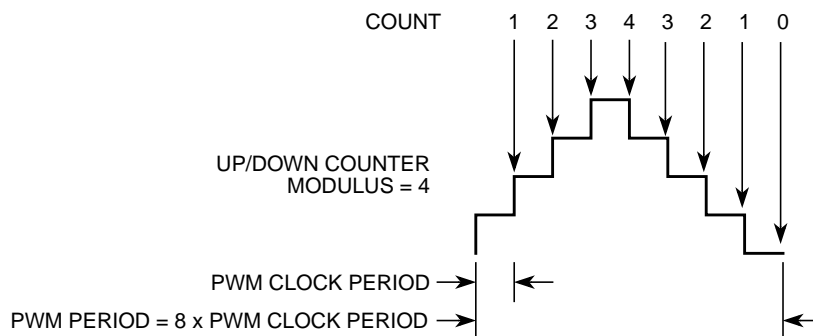 COUNT 1 2 3 4 3 2 1 0
UP/DOWN COUNTER
MODULUS = 4
PWM CLOCK PERIOD
PWM PERIOD = 8 x PWM CLOCK PERIOD